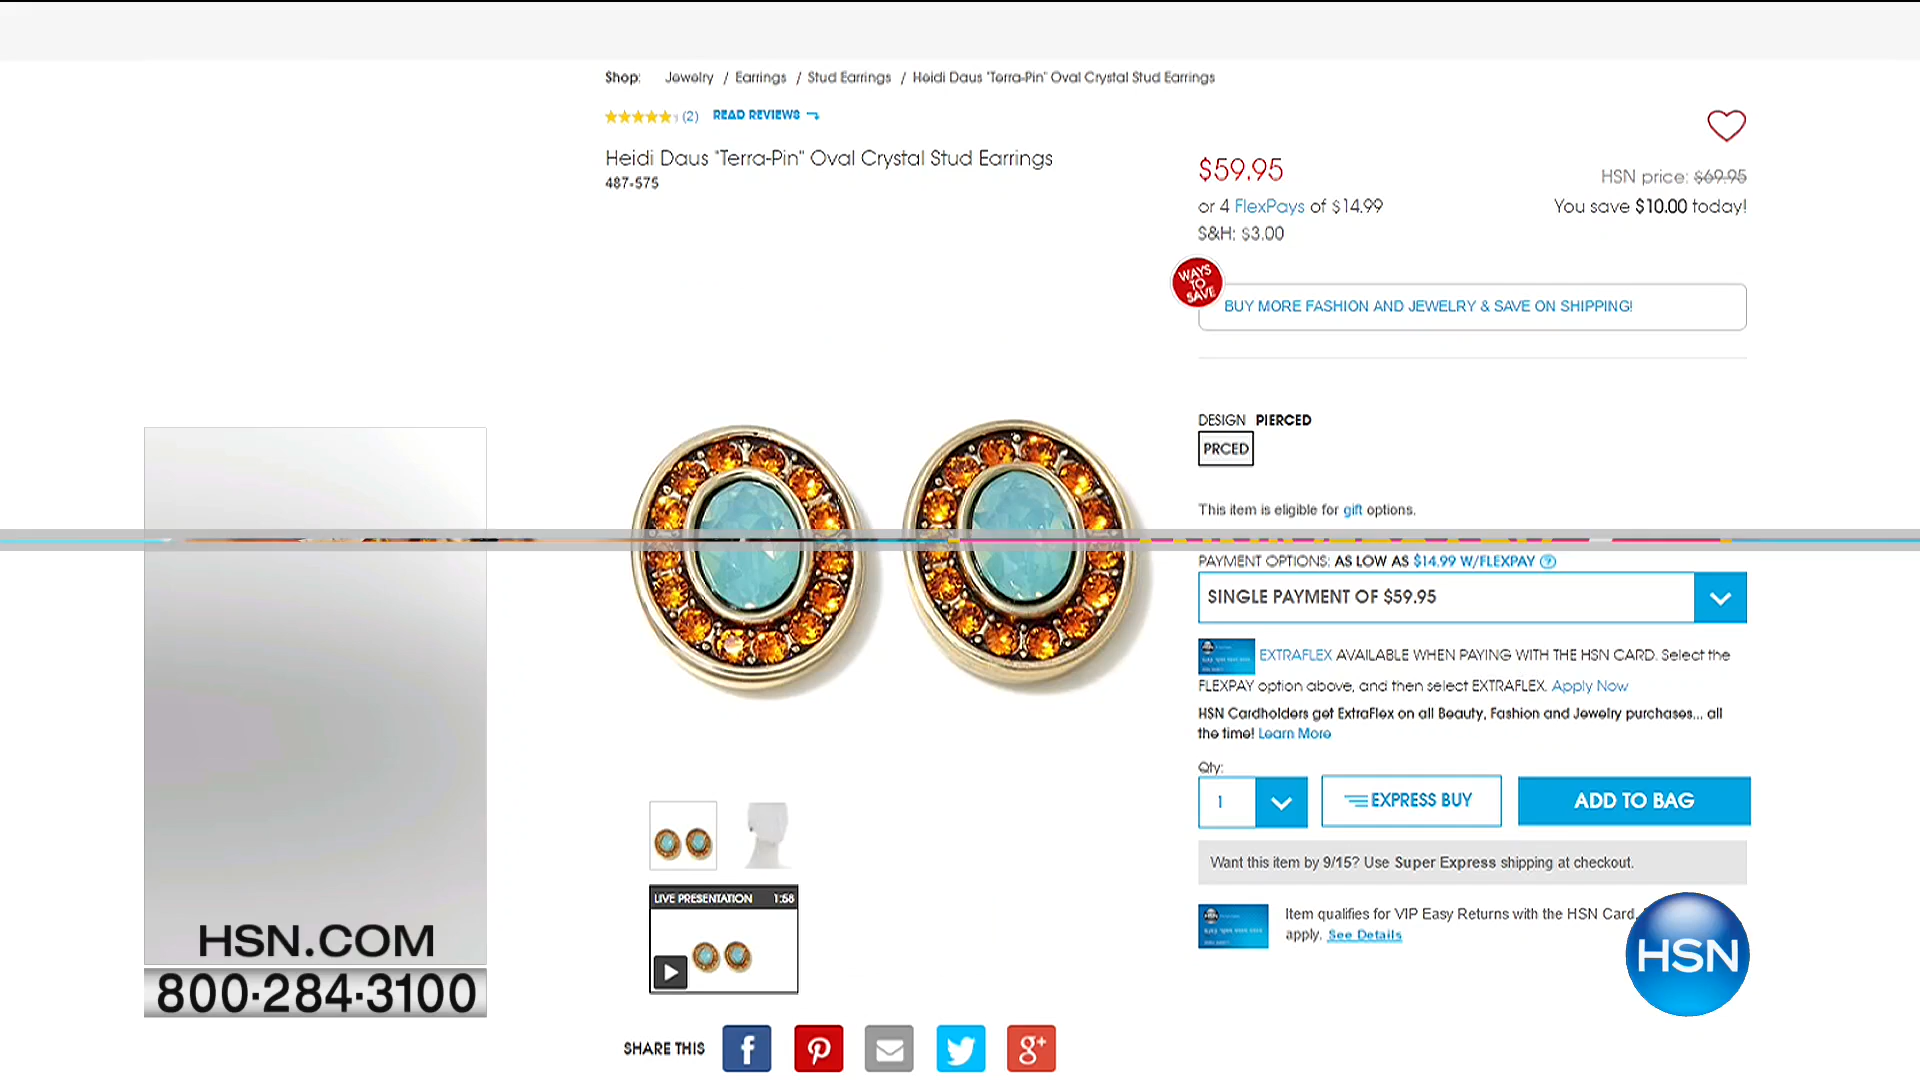 Shop: Jewelry / Earrings / Stud Earrings / Heidi Daus "Terra-Pin" Oval Crystal Stud Earrings
(2) READ REVIEWS
Heidi Daus "Terra-Pin" Oval Crystal Stud Earrings
487-575
$59.95
HSN price: $69.95
or 4 FlexPays of $14.99
You save $10.00 today!
S&H: $3.00
WAYS
TO
SAVE
BUY MORE FASHION AND JEWELRY & SAVE ON SHIPPING!
DESIGN PIERCED
PRCED
This item is eligible for gift options.
PAYMENT OPTIONS: AS LOW AS $14.99 W/FLEXPAY ?
SINGLE PAYMENT OF $59.95
EXTRAFLEX AVAILABLE WHEN PAYING WITH THE HSN CARD. Select the
FLEXPAY option above, and then select EXTRAFLEX. Apply Now
HSN Cardholders get ExtraFlex on all Beauty, Fashion and Jewelry purchases... all
the time! Learn More
Qty:
1
EXPRESS BUY
ADD TO BAG
Want this item by 9/15? Use Super Express shipping at checkout.
Item qualifies for VIP Easy Returns with the HSN Card.
apply. See Details
HSN
LIVE PRESENTATION 1:58
HSN.COM
800·284·3100
SHARE THIS
f
g+